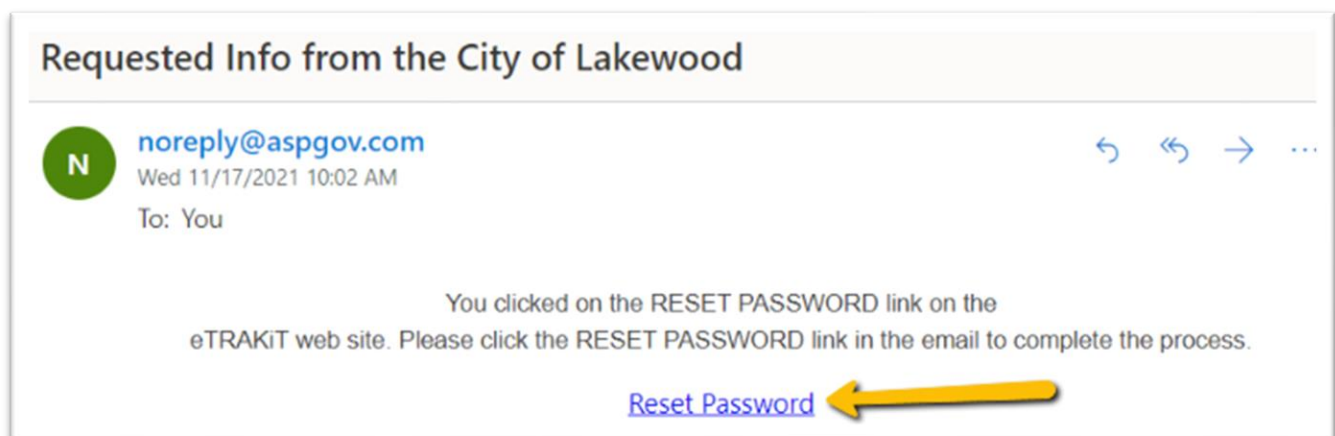 Requested Info from the City of Lakewood
N
noreply@aspgov.com
Wed 11/17/2021 10:02 AM
To: You
You clicked on the RESET PASSWORD link on the
eTRAKiT web site. Please click the RESET PASSWORD link in the email to complete the process.
Reset Password